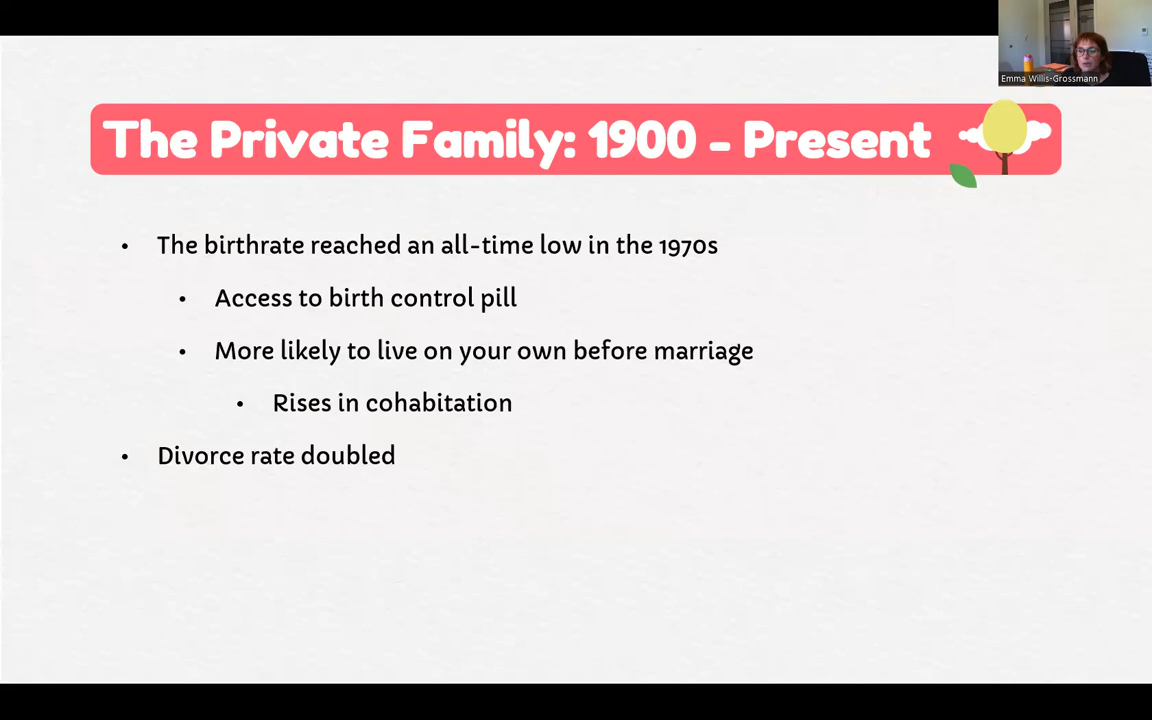 Emma Willis-Grossmann
The Private Family: 1900 - Present
• The birthrate reached an all-time low in the 1970s
• Access to birth control pill
• More likely to live on your own before marriage
• Rises in cohabitation
• Divorce rate doubled